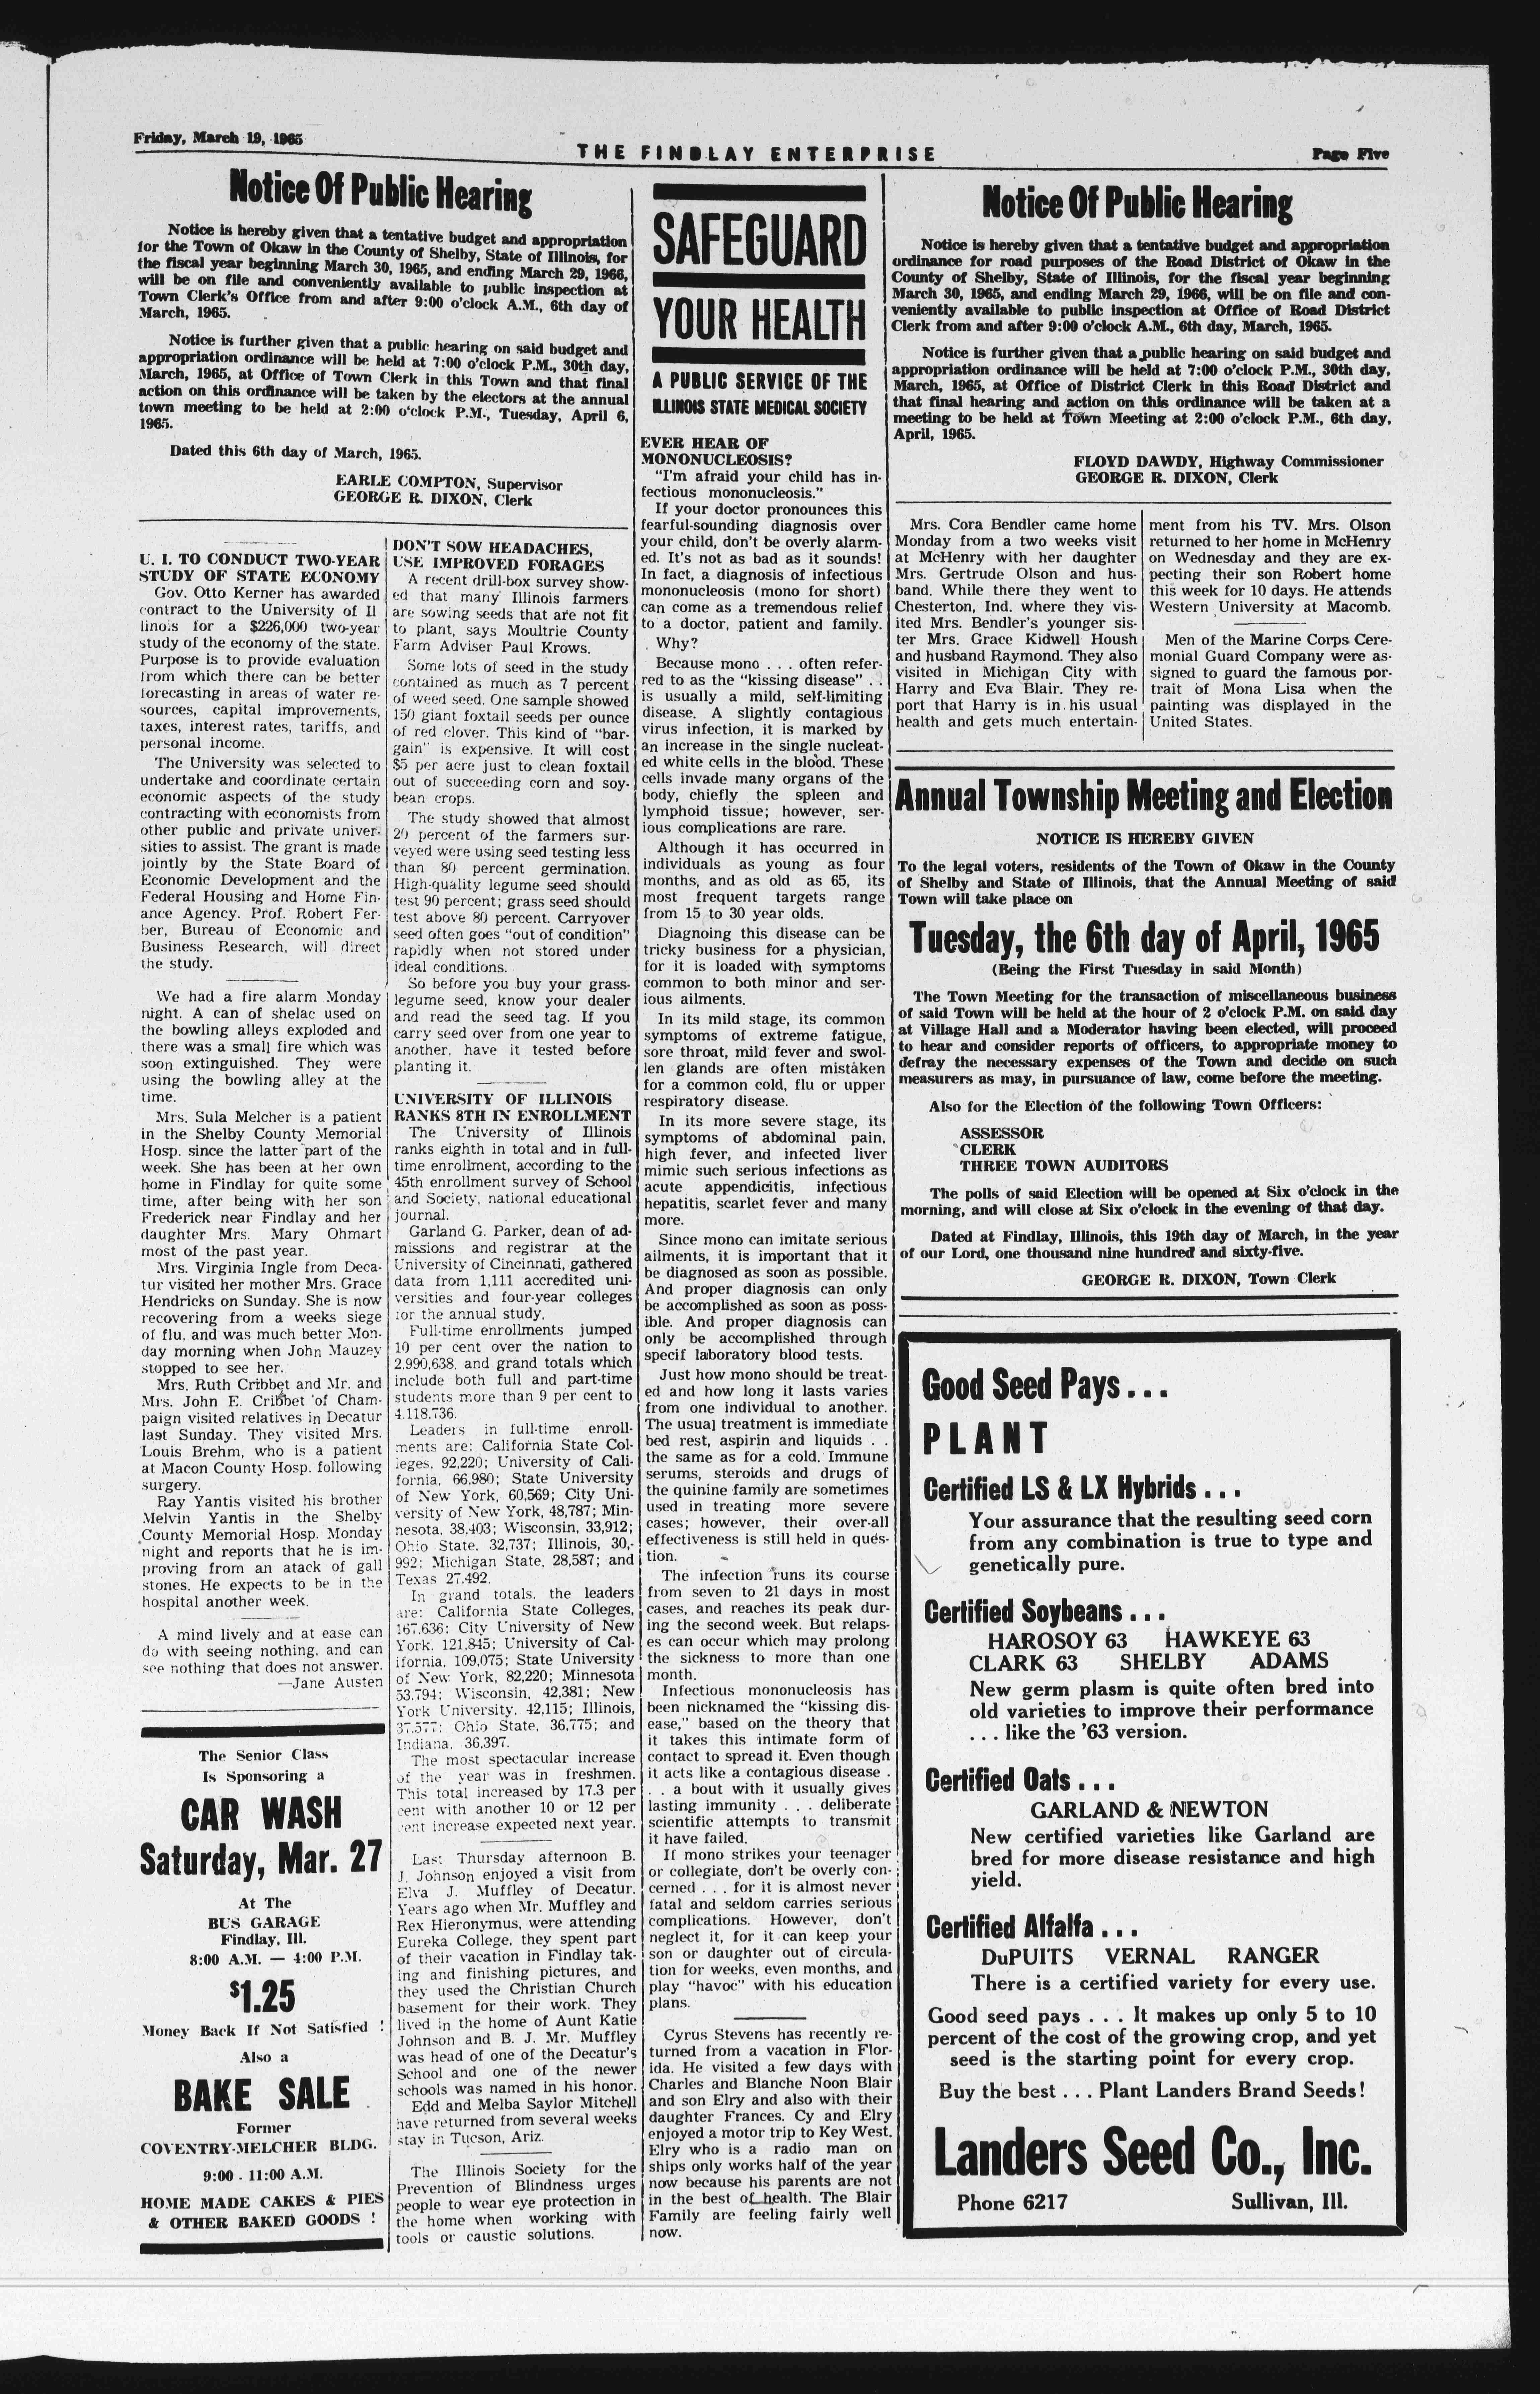 Friday, March 19, 1965
THE FINDLAY ENTERPRISE
Page Five
Notice Of Public Hearing
Notice is hereby given that a tentative budget and appropriation
for the Town of Okaw in the County of Shelby, State of Illinois, for
the fiscal year beginning March 30, 1965, and ending March 29, 1966,
will be on file and conveniently available to public inspection at
Town Clerk's Office from and after 9:00 o'clock A.M., 6th day of
March, 1965.
Notice is further given that a public hearing on said budget and
appropriation ordinance will be held at 7:00 o'clock P.M., 30th day,
March, 1965, at Office of Town Clerk in this Town and that final
action on this ordinance will be taken by the electors at the annual
town meeting to be held at 2:00 o'clock P.M., Tuesday, April 6,
1965.
Dated this 6th day of March, 1965.
EARLE COMPTON, Supervisor
GEORGE R. DIXON, Clerk
U. I. TO CONDUCT TWO-YEAR
STUDY OF STATE ECONOMY
Gov. Otto Kerner has awarded
contract to the University of Il
linois for a $226,000 two-year
study of the economy of the state.
Purpose is to provide evaluation
from which there can be better
forecasting in areas of water re-
sources, capital improvements,
taxes, interest rates, tariffs, and
personal income.
The University was selected to
undertake and coordinate certain
economic aspects of the study
contracting with economists from
other public and private univer-
sities to assist. The grant is made
jointly by the State Board of
Economic Development and the
Federal Housing and Home Fin-
ance Agency. Prof. Robert Fer-
ber, Bureau of Economic and
Business Research, will direct
the study.
We had a fire alarm Monday
night. A can of shelac used on
the bowling alleys exploded and
there was a small fire which was
soon extinguished. They were
using the bowling alley at the
time.
Mrs. Sula Melcher is a patient
in the Shelby County Memorial
Hosp. since the latter part of the
week. She has been at her own
home in Findlay for quite some
time, after being with her son
Frederick near Findlay and her
daughter Mrs. Mary Ohmart
most of the past year.
Mrs. Virginia Ingle from Deca-
tur visited her mother Mrs. Grace
Hendricks on Sunday. She is now
recovering from a weeks siege
of flu, and was much better Mon-
day morning when John Mauzey
stopped to see her.
Mrs. Ruth Cribbet and Mr. and
Mrs. John E. Cribbet of Cham-
paign visited relatives in Decatur
last Sunday. They visited Mrs.
Louis Brehm, who is a patient
at Macon County Hosp. following
surgery.
Ray Yantis visited his brother
Melvin Yantis in the Shelby
County Memorial Hosp. Monday
night and reports that he is im-
proving from an atack of gall
stones. He expects to be in the
hospital another week.
A mind lively and at ease can
do with seeing nothing, and can
see nothing that does not answer.
—Jane Austen
The Senior Class
Is Sponsoring a
CAR WASH
Saturday, Mar. 27
At The
BUS GARAGE
Findlay, Ill.
8:00 A.M. — 4:00 P.M.
$1.25
Money Back If Not Satisfied !
Also a
BAKE SALE
Former
COVENTRY-MELCHER BLDG.
9:00 - 11:00 A.M.
HOME MADE CAKES & PIES
& OTHER BAKED GOODS !
DON'T SOW HEADACHES,
USE IMPROVED FORAGES
A recent drill-box survey show-
ed that many Illinois farmers
are sowing seeds that are not fit
to plant, says Moultrie County
Farm Adviser Paul Krows.
Some lots of seed in the study
contained as much as 7 percent
of weed seed. One sample showed
150 giant foxtail seeds per ounce
of red clover. This kind of "bar-
gain" is expensive. It will cost
$5 per acre just to clean foxtail
out of succeeding corn and soy-
bean crops.
The study showed that almost
20 percent of the farmers sur-
veyed were using seed testing less
than 80 percent germination.
High-quality legume seed should
test 90 percent; grass seed should
test above 80 percent. Carryover
seed often goes "out of condition"
rapidly when not stored under
ideal conditions.
So before you buy your grass-
legume seed, know your dealer
and read the seed tag. If you
carry seed over from one year to
another, have it tested before
planting it.
UNIVERSITY OF ILLINOIS
RANKS 8TH IN ENROLLMENT
The University of Illinois
ranks eighth in total and in full-
time enrollment, according to the
45th enrollment survey of School
and Society, national educational
journal.
Garland G. Parker, dean of ad-
missions and registrar at the
University of Cincinnati, gathered
data from 1,111 accredited uni-
versities and four-year colleges
for the annual study.
Full-time enrollments jumped
10 per cent over the nation to
2,990,638, and grand totals which
include both full and part-time
students more than 9 per cent to
4,118,736.
Leaders in full-time enroll-
ments are: California State Col-
leges, 92,220; University of Cali-
fornia, 66,980; State University
of New York, 60,569; City Uni-
versity of New York, 48,787; Min-
nesota, 38,403; Wisconsin, 33,912;
Ohio State, 32,737; Illinois, 30,-
992; Michigan State, 28,587; and
Texas 27,492.
In grand totals, the leaders
are: California State Colleges,
167,636; City University of New
York, 121,845; University of Cal-
ifornia, 109,075; State University
of New York, 82,220; Minnesota
53,794; Wisconsin, 42,381; New
York University, 42,115; Illinois,
37,577; Ohio State, 36,775; and
Indiana, 36,397.
The most spectacular increase
of the year was in freshmen.
This total increased by 17.3 per
cent with another 10 or 12 per
cent increase expected next year.
Last Thursday afternoon B.
J. Johnson enjoyed a visit from
Elva J. Muffley of Decatur.
Years ago when Mr. Muffley and
Rex Hieronymus, were attending
Eureka College, they spent part
of their vacation in Findlay tak-
ing and finishing pictures, and
they used the Christian Church
basement for their work. They
lived in the home of Aunt Katie
Johnson and B. J. Mr. Muffley
was head of one of the Decatur's
School and one of the newer
schools was named in his honor.
Edd and Melba Saylor Mitchell
have returned from several weeks
stay in Tucson, Ariz.
The Illinois Society for the
Prevention of Blindness urges
people to wear eye protection in
the home when working with
tools or caustic solutions.
SAFEGUARD
YOUR HEALTH
A PUBLIC SERVICE OF THE
ILLINOIS STATE MEDICAL SOCIETY
EVER HEAR OF
MONONUCLEOSIS?
"I'm afraid your child has in-
fectious mononucleosis."
If your doctor pronounces this
fearful-sounding diagnosis over
your child, don't be overly alarm-
ed. It's not as bad as it sounds!
In fact, a diagnosis of infectious
mononucleosis (mono for short)
can come as a tremendous relief
to a doctor, patient and family.
Why?
Because mono . . . often refer-
red to as the "kissing disease" . .
is usually a mild, self-limiting
disease. A slightly contagious
virus infection, it is marked by
an increase in the single nucleat-
ed white cells in the blood. These
cells invade many organs of the
body, chiefly the spleen and
lymphoid tissue; however, ser-
ious complications are rare.
Although it has occurred in
individuals as young as four
months, and as old as 65, its
most frequent targets range
from 15 to 30 year olds.
Diagnoing this disease can be
tricky business for a physician,
for it is loaded with symptoms
common to both minor and ser-
ious ailments.
In its mild stage, its common
symptoms of extreme fatigue,
sore throat, mild fever and swol-
len glands are often mistaken
for a common cold, flu or upper
respiratory disease.
In its more severe stage, its
symptoms of abdominal pain,
high fever, and infected liver
mimic such serious infections as
acute appendicitis, infectious
hepatitis, scarlet fever and many
more.
Since mono can imitate serious
ailments, it is important that it
be diagnosed as soon as possible.
And proper diagnosis can only
be accomplished as soon as poss-
ible. And proper diagnosis can
only be accomplished through
specif laboratory blood tests.
Just how mono should be treat-
ed and how long it lasts varies
from one individual to another.
The usual treatment is immediate
bed rest, aspirin and liquids . .
the same as for a cold. Immune
serums, steroids and drugs of
the quinine family are sometimes
used in treating more severe
cases; however, their over-all
effectiveness is still held in ques-
tion.
The infection runs its course
from seven to 21 days in most
cases, and reaches its peak dur-
ing the second week. But relaps-
es can occur which may prolong
the sickness to more than one
month.
Infectious mononucleosis has
been nicknamed the "kissing dis-
ease," based on the theory that
it takes this intimate form of
contact to spread it. Even though
it acts like a contagious disease .
. . a bout with it usually gives
lasting immunity . . . deliberate
scientific attempts to transmit
it have failed.
If mono strikes your teenager
or collegiate, don't be overly con-
cerned . . . for it is almost never
fatal and seldom carries serious
complications. However, don't
neglect it, for it can keep your
son or daughter out of circula-
tion for weeks, even months, and
play "havoc" with his education
plans.
Cyrus Stevens has recently re-
turned from a vacation in Flor-
ida. He visited a few days with
Charles and Blanche Noon Blair
and son Elry and also with their
daughter Frances. Cy and Elry
enjoyed a motor trip to Key West.
Elry who is a radio man on
ships only works half of the year
now because his parents are not
in the best of health. The Blair
Family are feeling fairly well
now.
Notice Of Public Hearing
Notice is hereby given that a tentative budget and appropriation
ordinance for road purposes of the Road District of Okaw in the
County of Shelby, State of Illinois, for the fiscal year beginning
March 30, 1965, and ending March 29, 1966, will be on file and con-
veniently available to public inspection at Office of Road District
Clerk from and after 9:00 o'clock A.M., 6th day, March, 1965.
Notice is further given that a public hearing on said budget and
appropriation ordinance will be held at 7:00 o'clock P.M., 30th day,
March, 1965, at Office of District Clerk in this Road District and
that final hearing and action on this ordinance will be taken at a
meeting to be held at Town Meeting at 2:00 o'clock P.M., 6th day,
April, 1965.
FLOYD DAWDY, Highway Commissioner
GEORGE R. DIXON, Clerk
Mrs. Cora Bendler came home
Monday from a two weeks visit
at McHenry with her daughter
Mrs. Gertrude Olson and hus-
band. While there they went to
Chesterton, Ind. where they vis-
ited Mrs. Bendler's younger sis-
ter Mrs. Grace Kidwell Housh
and husband Raymond. They also
visited in Michigan City with
Harry and Eva Blair. They re-
port that Harry is in his usual
health and gets much entertain-
ment from his TV. Mrs. Olson
returned to her home in McHenry
on Wednesday and they are ex-
pecting their son Robert home
this week for 10 days. He attends
Western University at Macomb.
Men of the Marine Corps Cere-
monial Guard Company were as-
signed to guard the famous por-
trait of Mona Lisa when the
painting was displayed in the
United States.
Annual Township Meeting and Election
NOTICE IS HEREBY GIVEN
To the legal voters, residents of the Town of Okaw in the County
of Shelby and State of Illinois, that the Annual Meeting of said
Town will take place on
Tuesday, the 6th day of April, 1965
(Being the First Tuesday in said Month)
The Town Meeting for the transaction of miscellaneous business
of said Town will be held at the hour of 2 o'clock P.M. on said day
at Village Hall and a Moderator having been elected, will proceed
to hear and consider reports of officers, to appropriate money to
defray the necessary expenses of the Town and decide on such
measurers as may, in pursuance of law, come before the meeting.
Also for the Election of the following Town Officers:
ASSESSOR
CLERK
THREE TOWN AUDITORS
The polls of said Election will be opened at Six o'clock in the
morning, and will close at Six o'clock in the evening of that day.
Dated at Findlay, Illinois, this 19th day of March, in the year
of our Lord, one thousand nine hundred and sixty-five.
GEORGE R. DIXON, Town Clerk
Good Seed Pays . . .
PLANT
Certified LS & LX Hybrids . . .
Your assurance that the resulting seed corn
from any combination is true to type and
genetically pure.
Certified Soybeans . . .
HAROSOY 63 HAWKEYE 63
CLARK 63 SHELBY ADAMS
New germ plasm is quite often bred into
old varieties to improve their performance
. . . like the '63 version.
Certified Oats . . .
GARLAND & NEWTON
New certified varieties like Garland are
bred for more disease resistance and high
yield.
Certified Alfalfa . . .
DuPUITS VERNAL RANGER
There is a certified variety for every use.
Good seed pays . . . It makes up only 5 to 10
percent of the cost of the growing crop, and yet
seed is the starting point for every crop.
Buy the best . . . Plant Landers Brand Seeds!
Landers Seed Co., Inc.
Phone 6217
Sullivan, Ill.